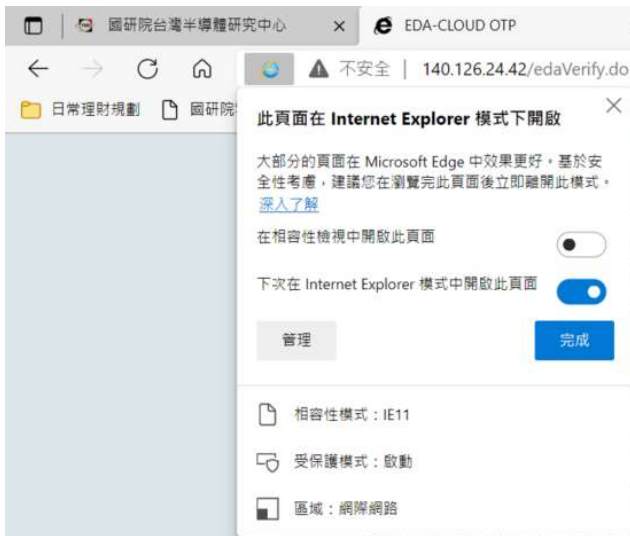 國研院台灣半導體研究中心
EDA-CLOUD OTP
不安全 | 140.126.24.42/edaVerify.do
日常理財規劃
國研院
此頁面在 Internet Explorer 模式下開啟
大部分的頁面在 Microsoft Edge 中效果更好。基於安
全性考慮，建議您在瀏覽完此頁面後立即離開此模式。
深入了解
在相容性檢視中開啟此頁面
下次在 Internet Explorer 模式中開啟此頁面
管理
完成
相容性模式：IE11
受保護模式：啟動
區域：網際網路